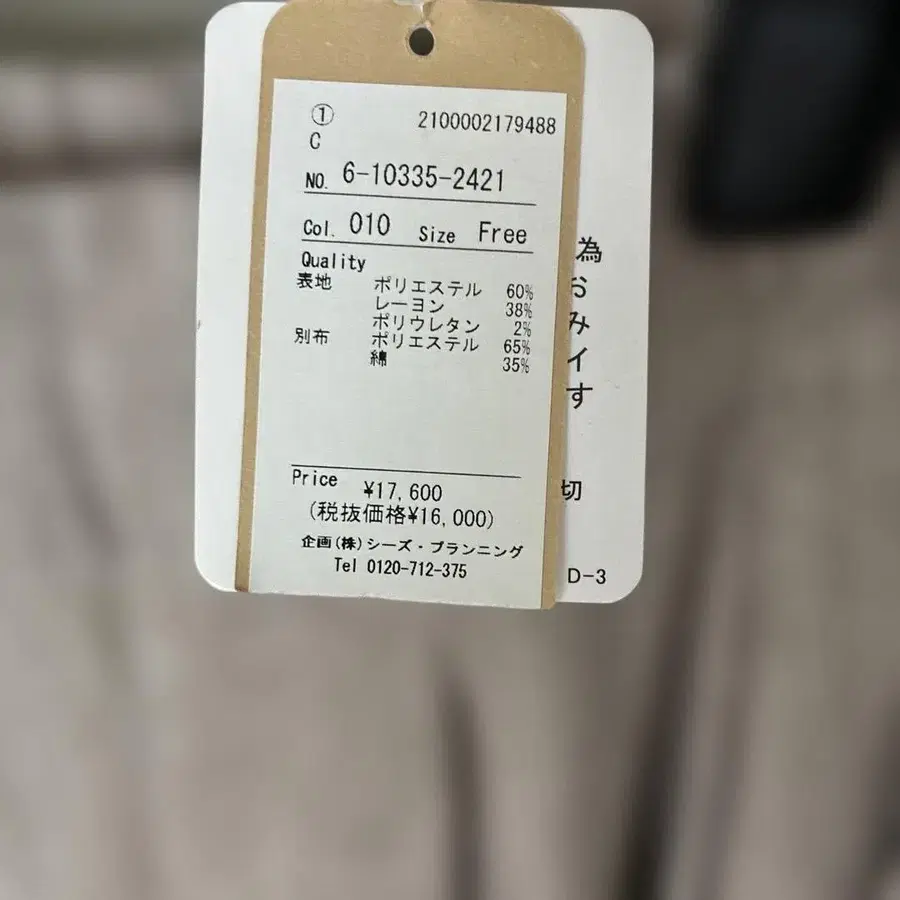 ①
2100002179488
C
NO. 6-10335-2421
Col. 010 Size Free
Quality
表地 ポリエステル 60%
レーヨン 38%
ポリウレタン 2%
別布 ポリエステル 65%
綿 35%
Price ¥17,600
(税抜価格¥16,000)
企画(株)シーズ・プランニング
Tel 0120-712-375
為
お
み
イ
す
切
D-3